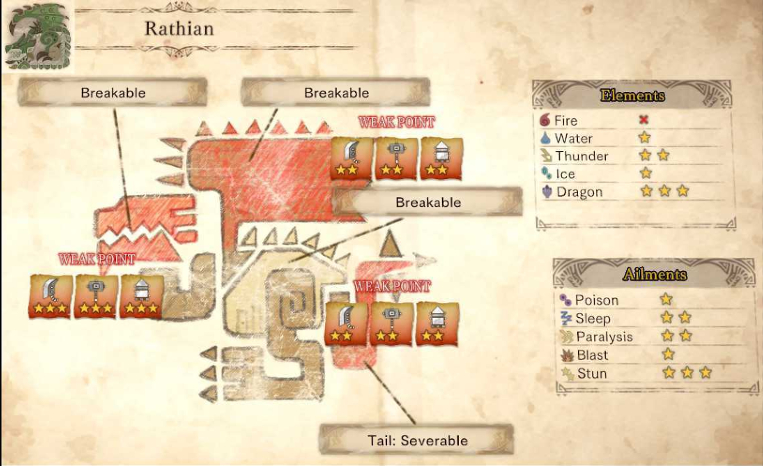 Rathian
Breakable
Breakable
WEAK POINT
Breakable
WEAK POINT
WEAK POINT
Tail: Severable
Elements
Fire
Water
Thunder
Ice
Dragon
Ailments
Poison
Sleep
Paralysis
Blast
Stun